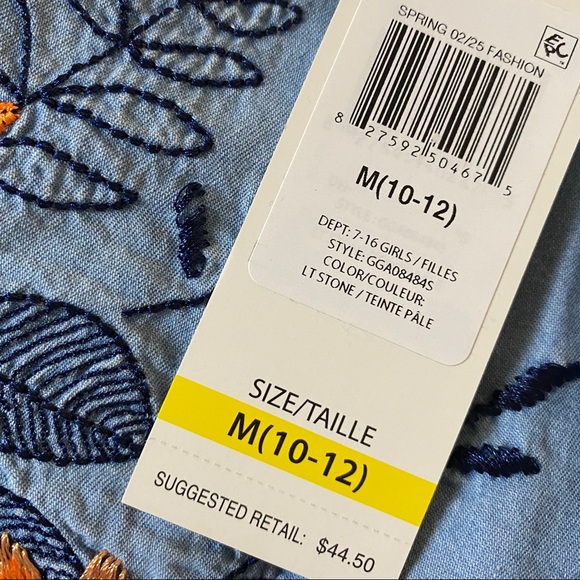 SPRING 02/25 FASHION
8 27592 50467 5
M(10-12)
DEPT: 7-16 GIRLS / FILLES
STYLE: GGA08484S
COLOR/COULEUR:
LT STONE / TEINTE PÂLE
SIZE/TAILLE
M(10-12)
SUGGESTED RETAIL: $44.50